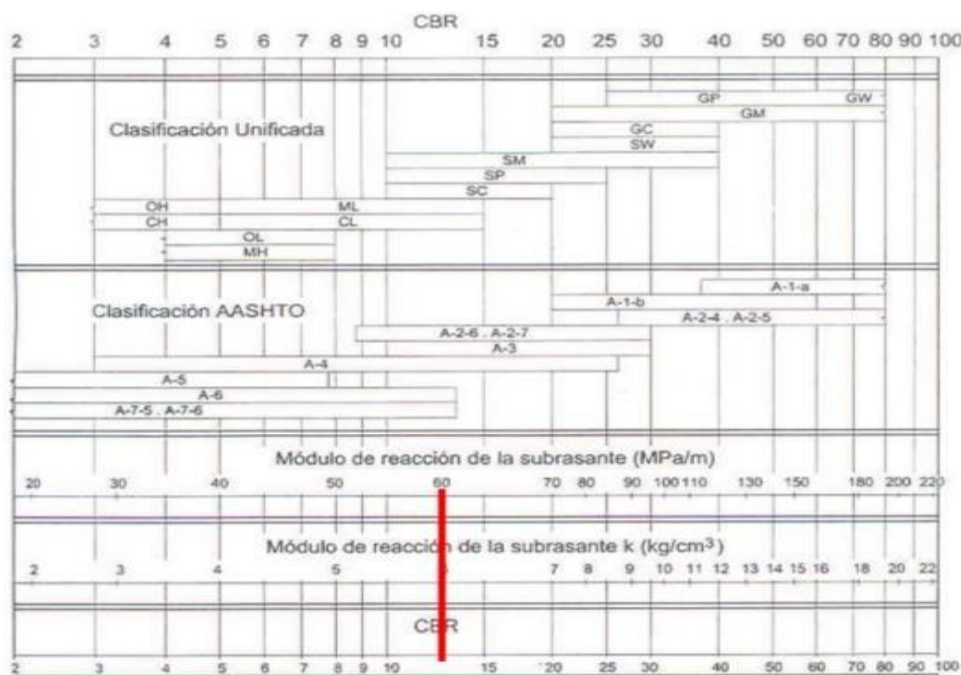 CBR
2 3 4 5 6 7 8 9 10 15 20 25 30 40 50 60 70 80 90 100
GP GW
Clasificación Unificada GM
GC
SW
SM
SP
SC
OH ML
CH CL
OL
MH
A-1-a
Clasificación AASHTO A-1-b
A-2-4 . A-2-5
A-2-6 . A-2-7
A-3
A-4
A-5
A-6
A-7-5 . A-7-6
Módulo de reacción de la subrasante (MPa/m)
20 30 40 50 60 70 80 90 100 110 130 150 180 200 220
Módulo de reacción de la subrasante k (kg/cm³)
2 3 4 5 7 8 9 10 11 12 13 14 15 16 18 20 22
CBR
2 3 4 5 6 7 8 9 10 15 20 25 30 40 50 60 70 80 90 100